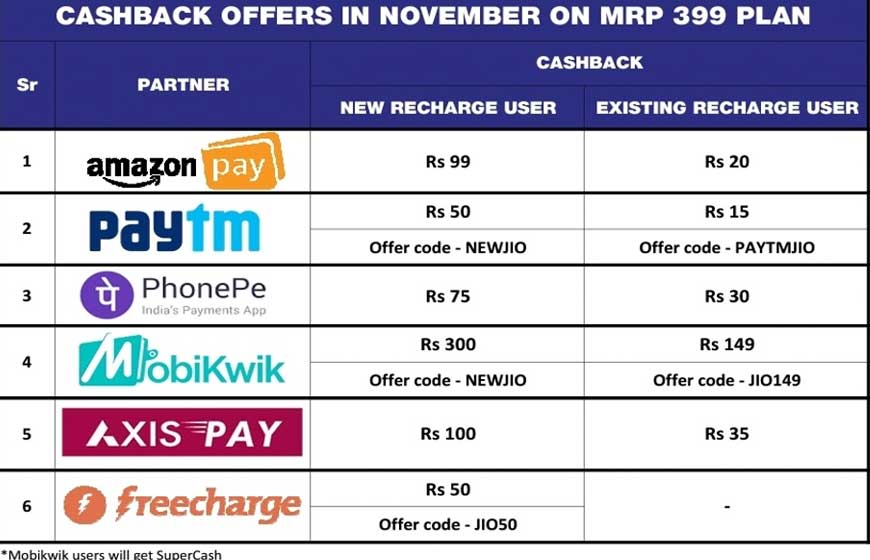 CASHBACK OFFERS IN NOVEMBER ON MRP 399 PLAN
Sr
PARTNER
CASHBACK
NEW RECHARGE USER
EXISTING RECHARGE USER
1
amazon pay
Rs 99
Rs 20
2
paytm
Rs 50
Rs 15
Offer code - NEWJIO
Offer code - PAYTMJIO
3
पे PhonePe
India's Payments App
Rs 75
Rs 30
4
MobiKwik
Rs 300
Rs 149
Offer code - NEWJIO
Offer code - JIO149
5
AXIS PAY
Rs 100
Rs 35
6
freecharge
Rs 50
-
Offer code - JIO50
*Mobikwik users will get SuperCash